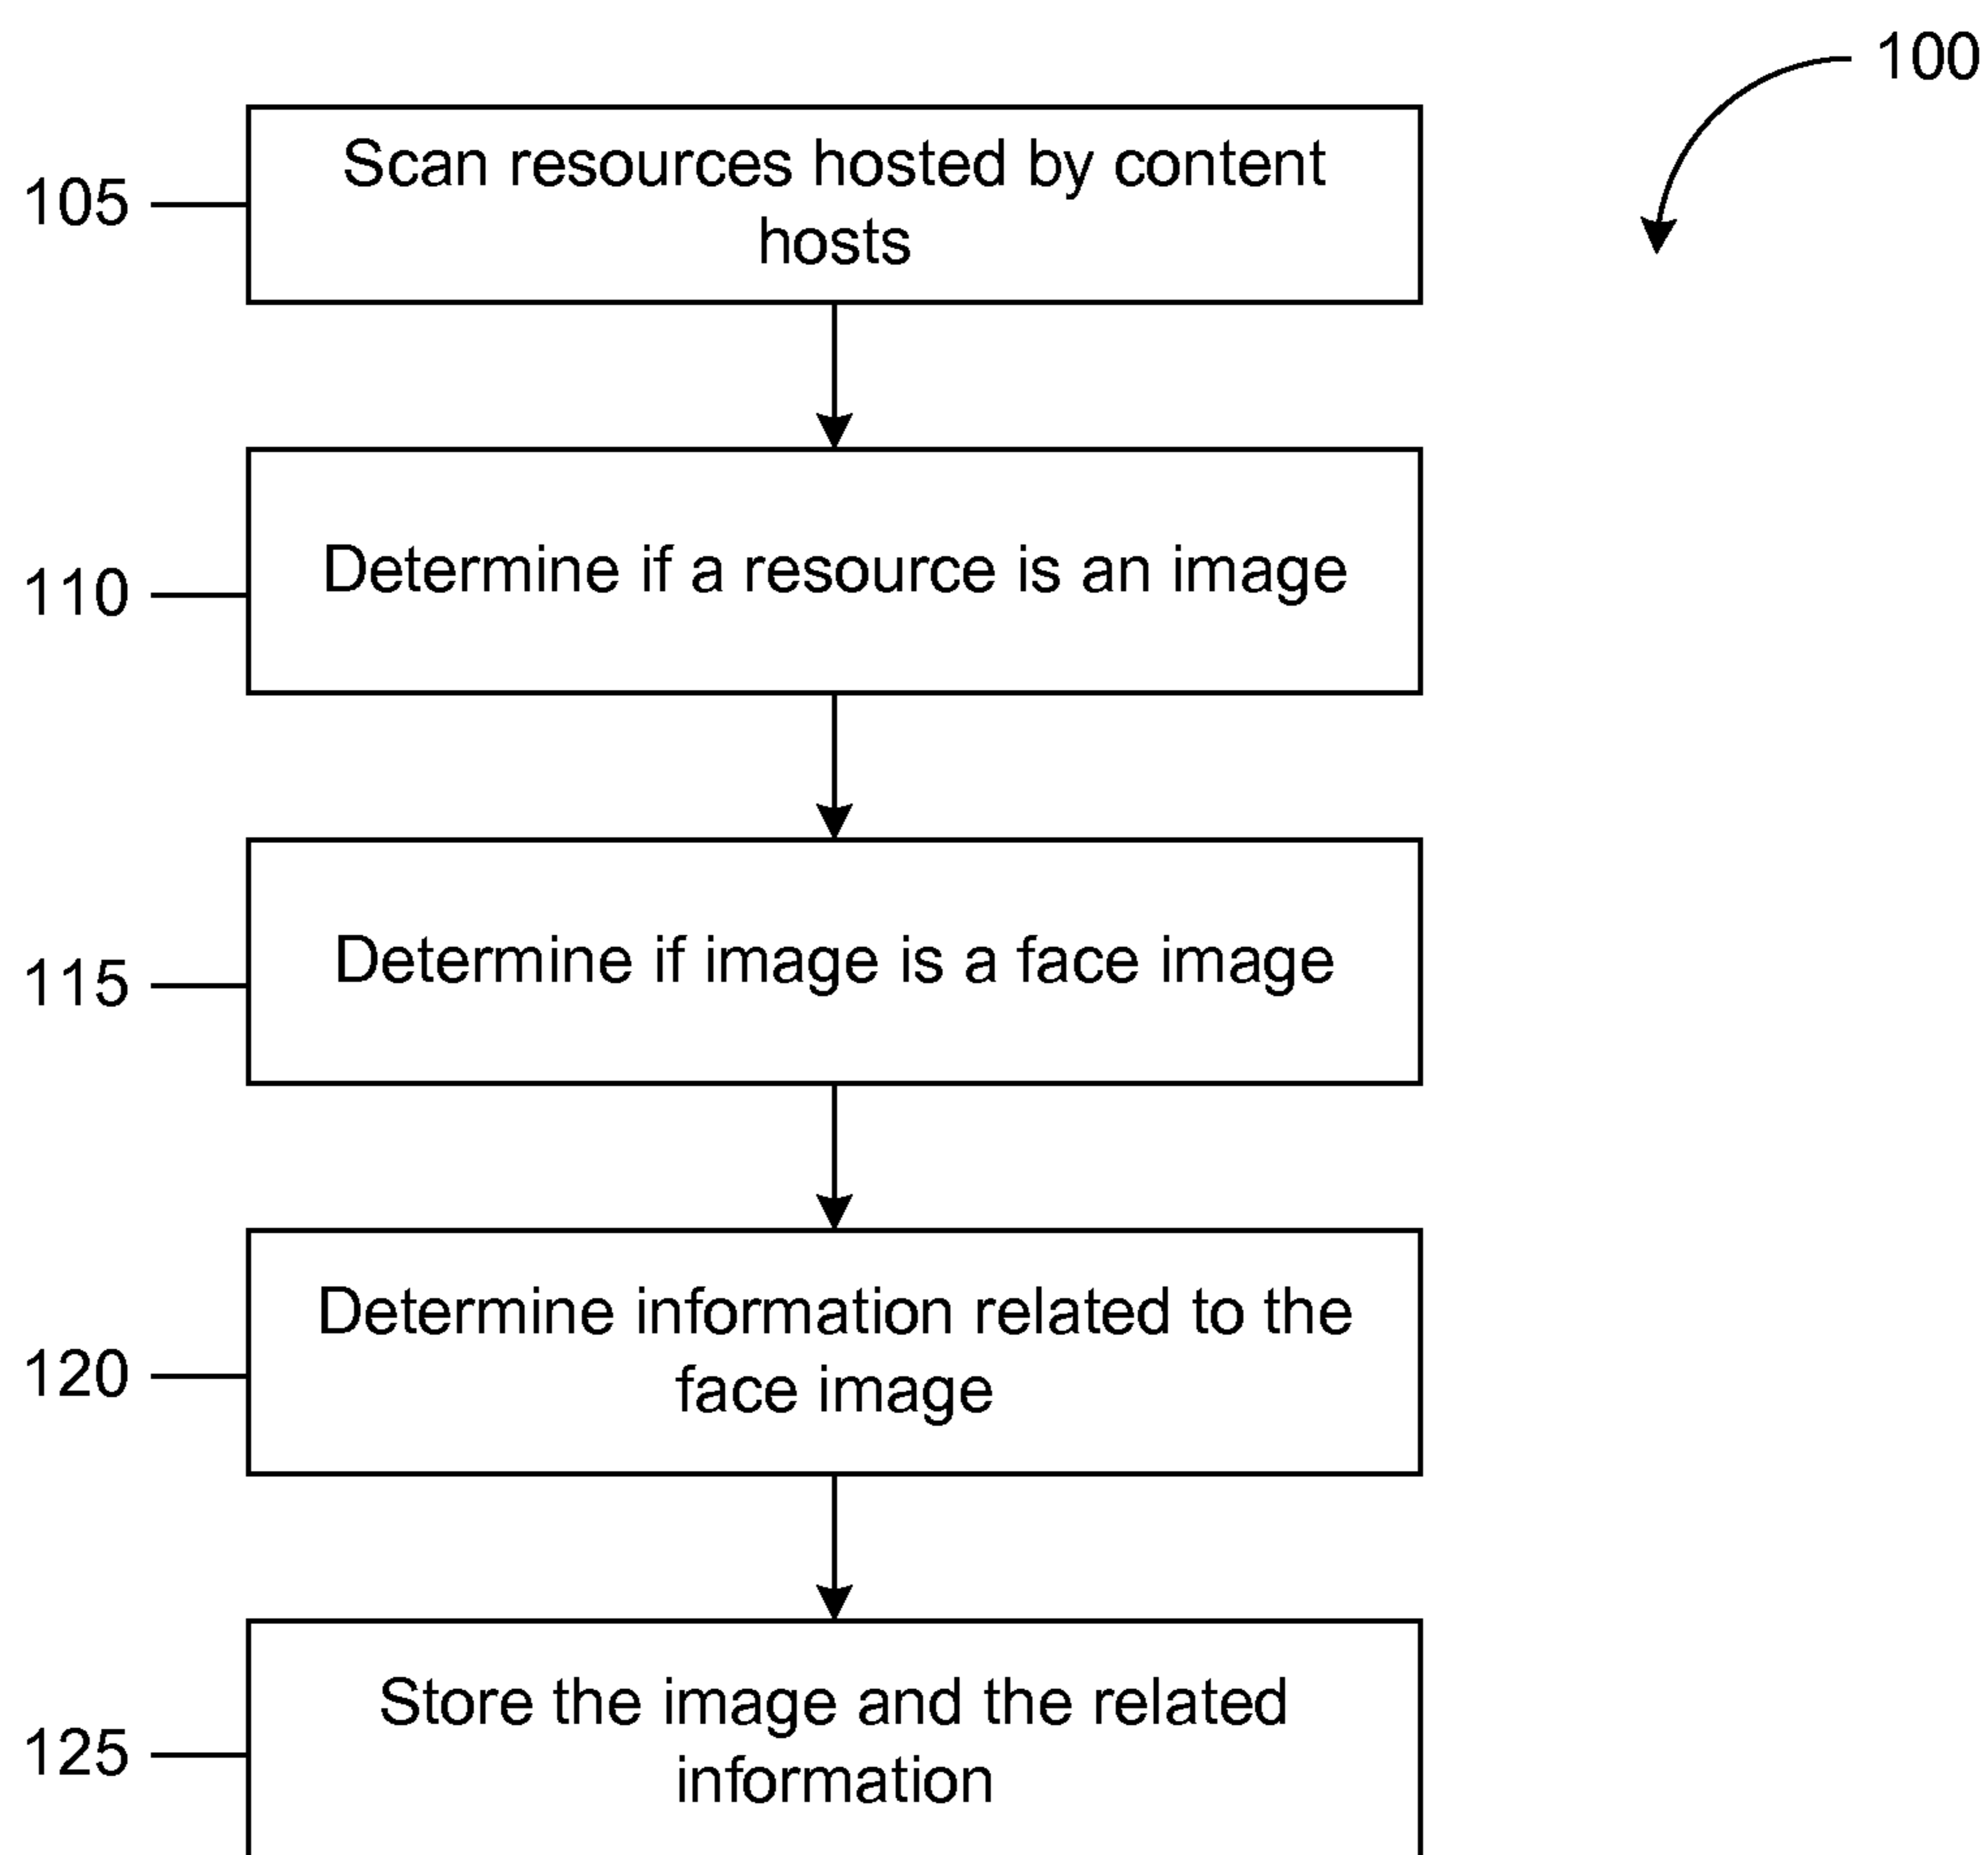 100
105
Scan resources hosted by content
hosts
110
Determine if a resource is an image
115
Determine if image is a face image
120
Determine information related to the
face image
125
Store the image and the related
information